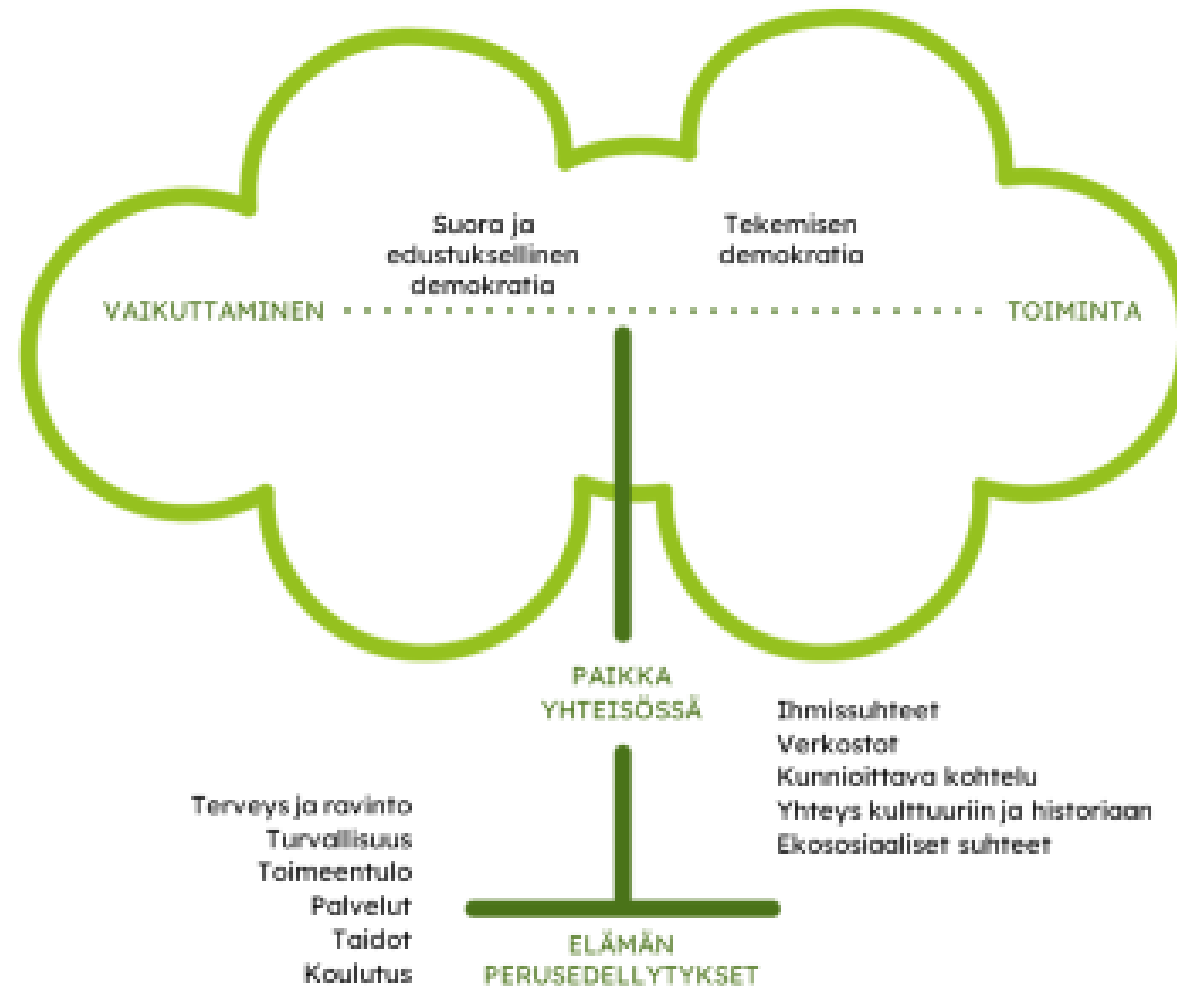 Suora ja
edustuksellinen
demokratia
Tekemisen
demokratia
VAIKUTTAMINEN
TOIMINTA
PAIKKA
YHTEISÖSSÄ
Ihmissuhteet
Verkostot
Kunnioittava kohtelu
Yhteys kulttuuriin ja historiaan
Ekososiaaliset suhteet
Terveys ja ravinto
Turvallisuus
Toimeentulo
Palvelut
Taidot
Koulutus
ELÄMÄN
PERUSEDELLYTYKSET